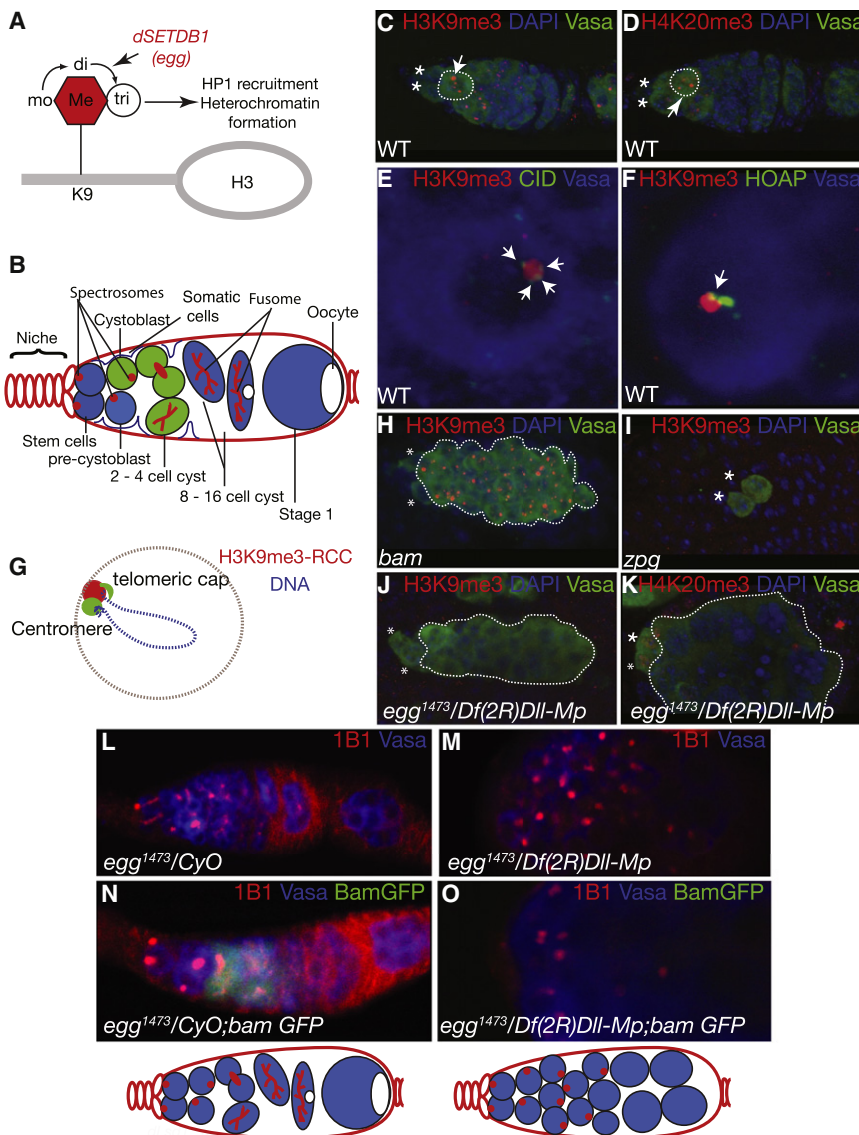 A
dSETDB1
(egg)
di
mo
Me
tri
HP1 recruitment
Heterochromatin
formation
K9
H3
B
Spectrosomes
Cystoblast
Somatic
cells
Fusome
Oocyte
Niche
Stem cells
pre-cystoblast
2 - 4 cell cyst
8 - 16 cell cyst
Stage 1
G
H3K9me3-RCC
telomeric cap
DNA
Centromere
C
H3K9me3 DAPI Vasa
*
*
WT
D
H4K20me3 DAPI Vasa
*
*
WT
E
H3K9me3 CID Vasa
WT
F
H3K9me3 HOAP Vasa
WT
H
H3K9me3 DAPI Vasa
*
*
bam
I
H3K9me3 DAPI Vasa
*
*
zpg
J
H3K9me3 DAPI Vasa
*
*
egg1473/Df(2R)Dll-Mp
K
H4K20me3 DAPI Vasa
*
*
egg1473/Df(2R)Dll-Mp
L
1B1 Vasa
egg1473/CyO
M
1B1 Vasa
egg1473/Df(2R)Dll-Mp
N
1B1 Vasa BamGFP
egg1473/CyO;bam GFP
O
1B1 Vasa BamGFP
egg1473/Df(2R)Dll-Mp;bam GFP